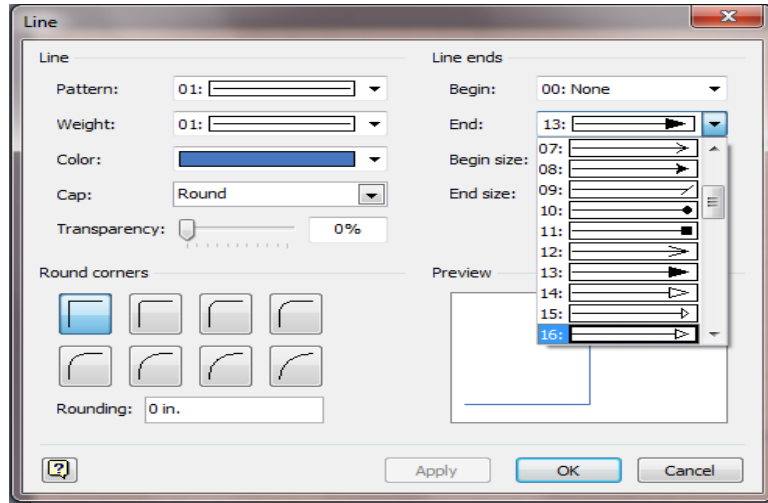 Line
Line
Pattern: 01:
Weight: 01:
Color:
Cap: Round
Transparency: 0%
Round corners
Rounding: 0 in.
Line ends
Begin: 00: None
End: 13:
Begin size:
End size:
07:
08:
09:
10:
11:
12:
13:
14:
15:
16:
Preview
Apply OK Cancel